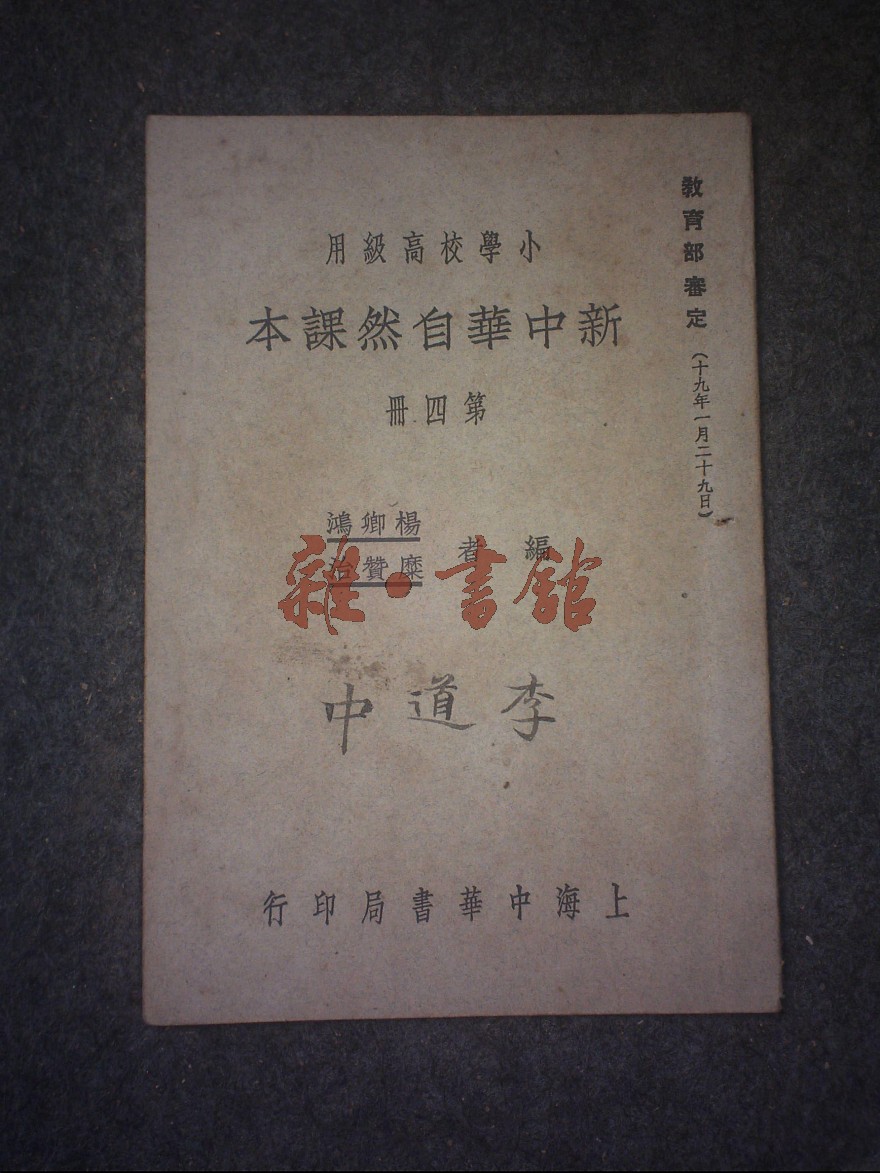 教育部審定(十九年一月二十九日)
小學校高級用
新中華自然課本
第四冊
編者
楊卿鴻
糜贊治
雜·書館
李道中
上海中華書局印行